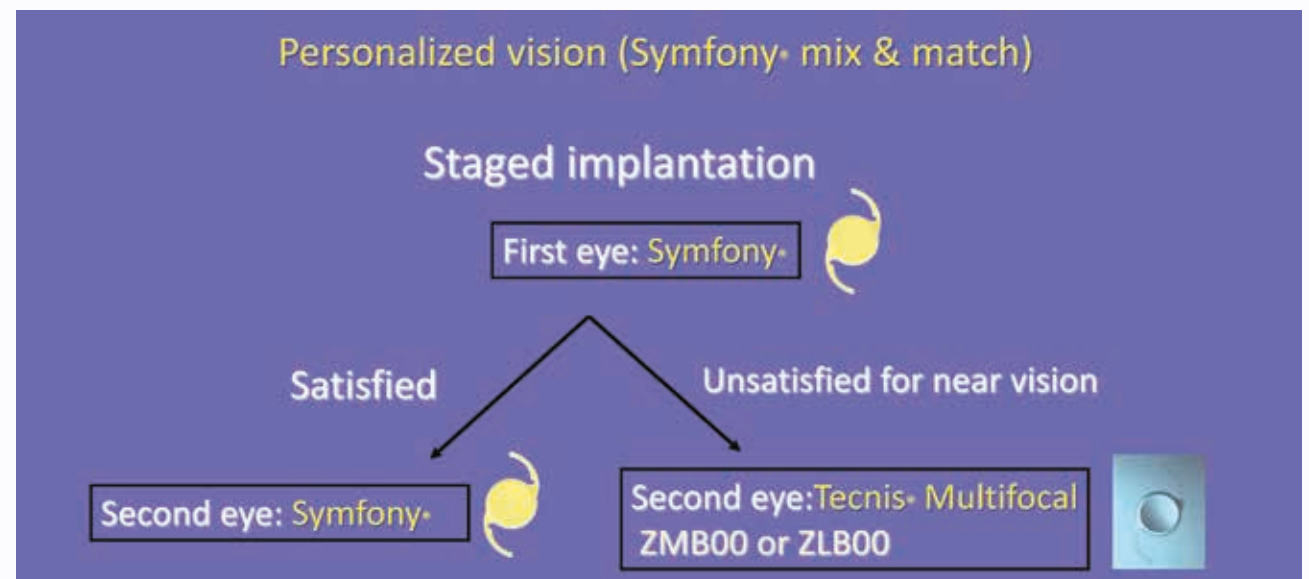 Personalized vision (Symfony• mix & match)
Staged implantation
First eye: Symfony•
Satisfied
Unsatisfied for near vision
Second eye: Symfony•
Second eye:Tecnis• Multifocal
ZMB00 or ZLB00